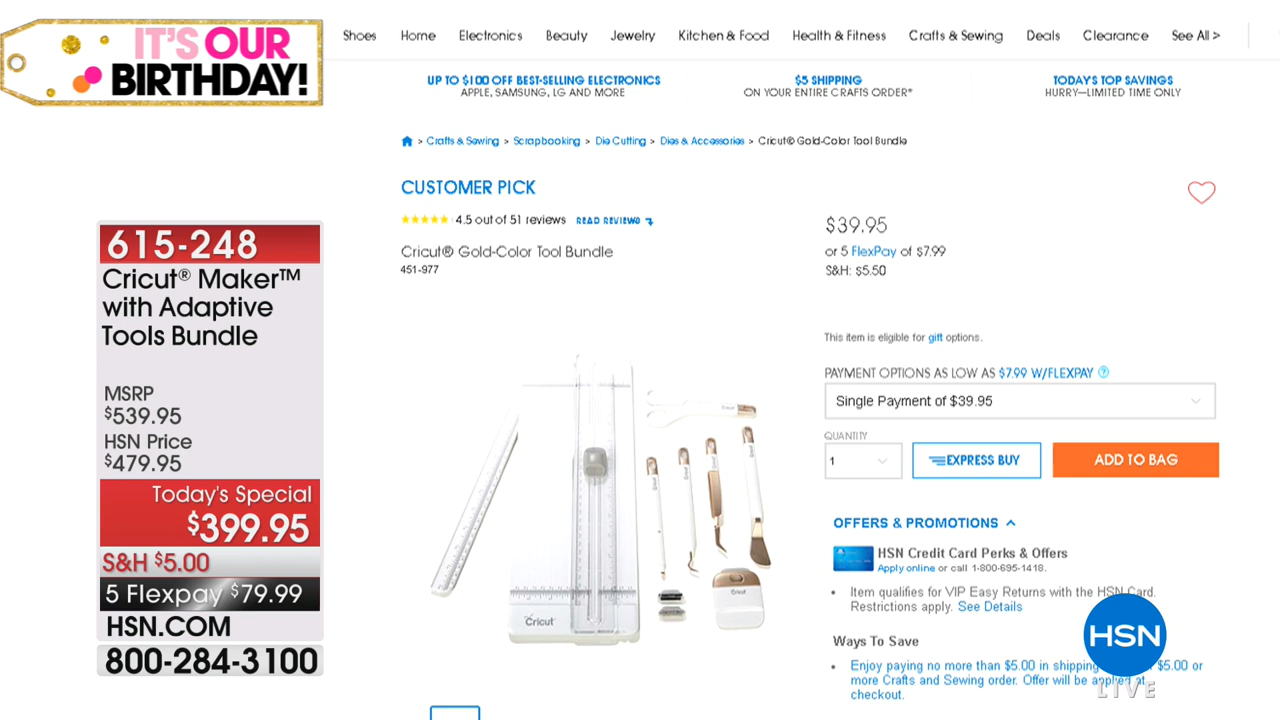 IT'S OUR
BIRTHDAY!
Shoes Home Electronics Beauty Jewelry Kitchen & Food Health & Fitness Crafts & Sewing Deals Clearance See All >
UP TO $100 OFF BEST-SELLING ELECTRONICS
APPLE, SAMSUNG, LG AND MORE
$5 SHIPPING
ON YOUR ENTIRE CRAFTS ORDER*
TODAY'S TOP SAVINGS
HURRY—LIMITED TIME ONLY
> Crafts & Sewing > Scrapbooking > Die Cutting > Dies & Accessories > Cricut® Gold-Color Tool Bundle
CUSTOMER PICK
4.5 out of 51 reviews READ REVIEWS
Cricut® Gold-Color Tool Bundle
451-977
$39.95
or 5 FlexPay of $7.99
S&H: $5.50
This item is eligible for gift options.
PAYMENT OPTIONS AS LOW AS $7.99 W/FLEXPAY ?
Single Payment of $39.95
QUANTITY
1
EXPRESS BUY
ADD TO BAG
OFFERS & PROMOTIONS
HSN Credit Card Perks & Offers
Apply online or call 1-800-695-1418.
• Item qualifies for VIP Easy Returns with the HSN Card.
Restrictions apply. See Details
Ways To Save
• Enjoy paying no more than $5.00 in shipping $5.00 or
more Crafts and Sewing order. Offer will be applied at
checkout.
615-248
Cricut® Maker™
with Adaptive
Tools Bundle
MSRP
$539.95
HSN Price
$479.95
Today's Special
$399.95
S&H $5.00
5 Flexpay $79.99
HSN.COM
800-284-3100
Cricut
Cricut
HSN
LIVE